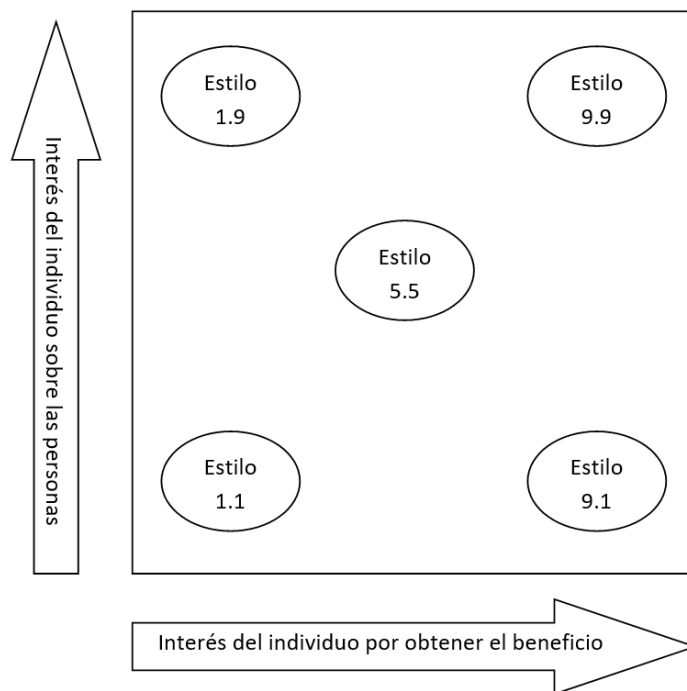 Estilo
1.9
Estilo
9.9
Estilo
5.5
Estilo
1.1
Estilo
9.1
Interés del individuo sobre las personas
Interés del individuo por obtener el beneficio